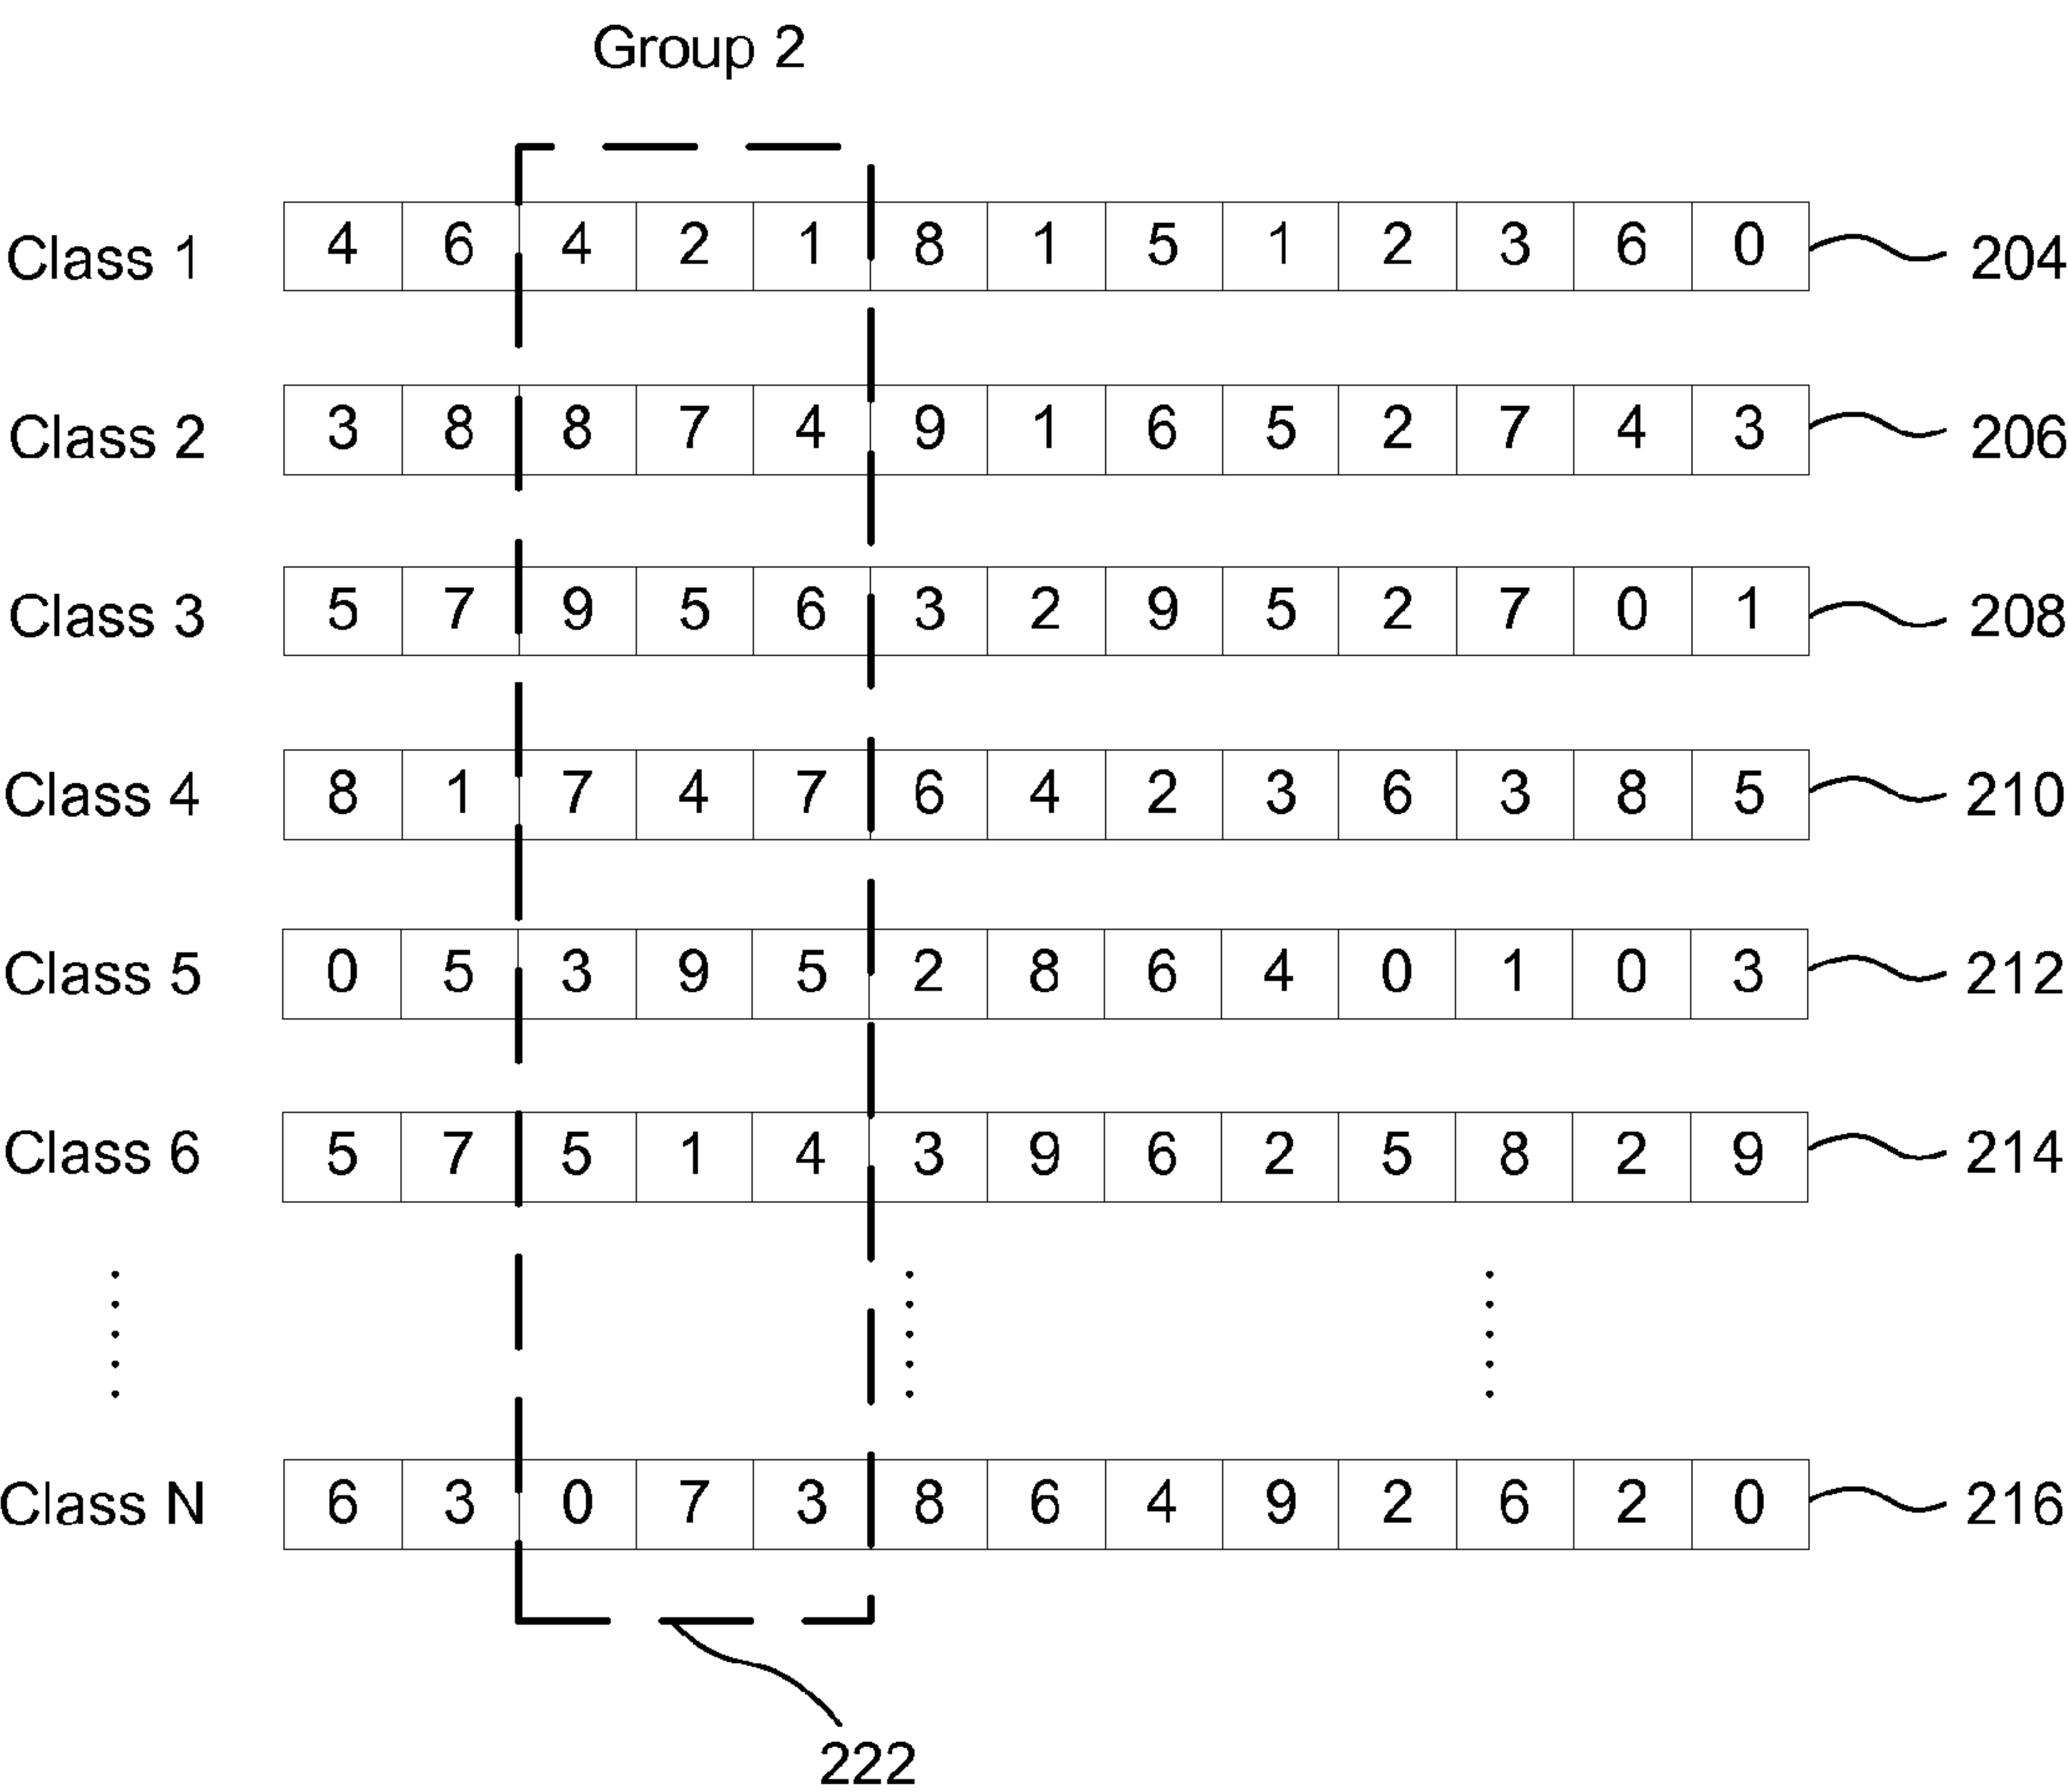 Group 2
Class 1 4 6 4 2 1 8 1 5 1 2 3 6 0 204
Class 2 3 8 8 7 4 9 1 6 5 2 7 4 3 206
Class 3 5 7 9 5 6 3 2 9 5 2 7 0 1 208
Class 4 8 1 7 4 7 6 4 2 3 6 3 8 5 210
Class 5 0 5 3 9 5 2 8 6 4 0 1 0 3 212
Class 6 5 7 5 1 4 3 9 6 2 5 8 2 9 214
Class N 6 3 0 7 3 8 6 4 9 2 6 2 0 216
222